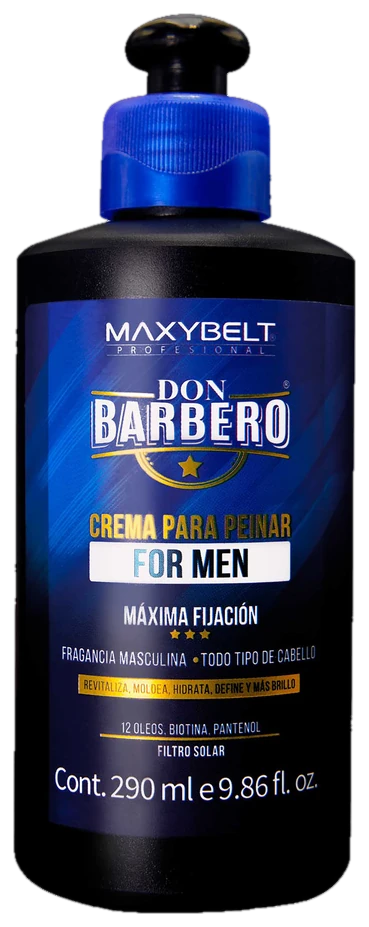 MAXYBELT
PROFESIONAL
DON
BARBERO®
CREMA PARA PEINAR
FOR MEN
MÁXIMA FIJACIÓN
FRAGANCIA MASCULINA • TODO TIPO DE CABELLO
REVITALIZA, MOLDEA, HIDRATA, DEFINE Y MÁS BRILLO
12 OLEOS, BIOTINA, PANTENOL
FILTRO SOLAR
Cont. 290 ml e 9.86 fl. oz.